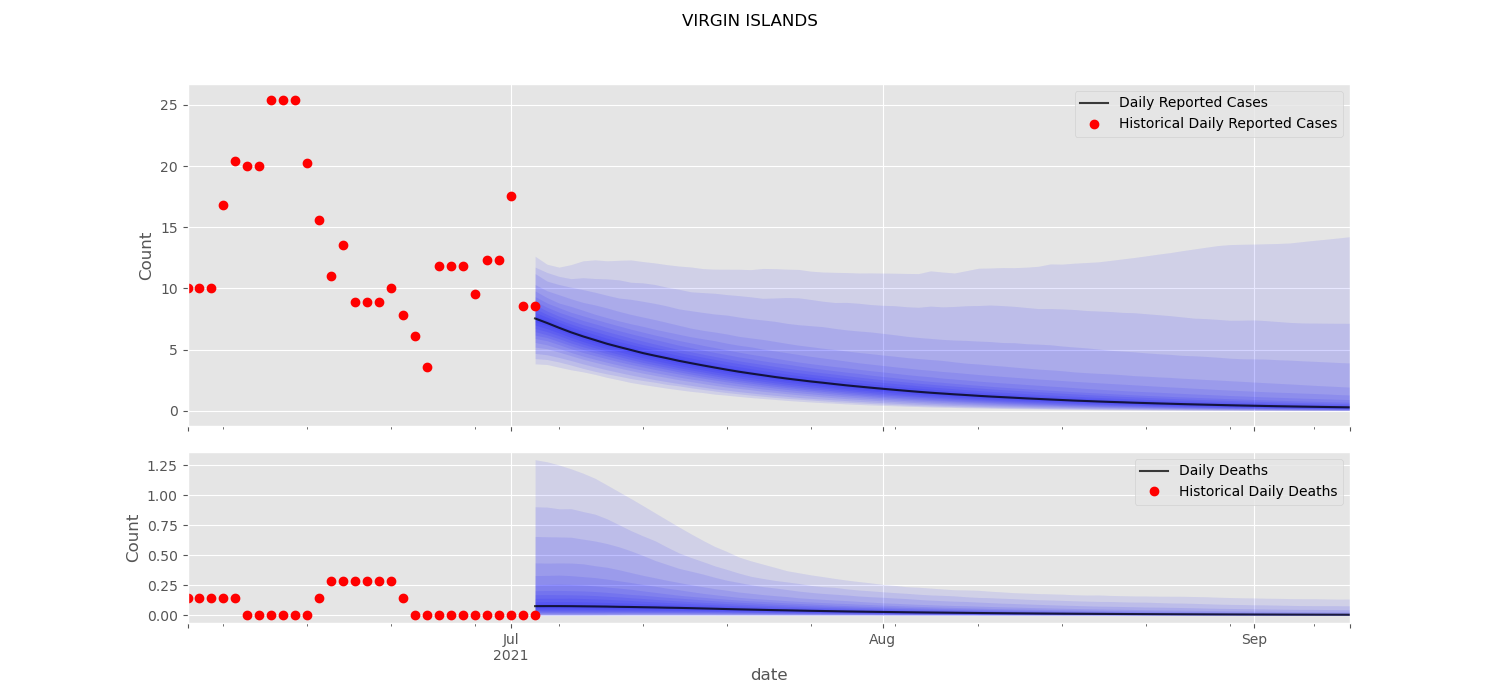 VIRGIN ISLANDS
Daily Reported Cases
Historical Daily Reported Cases
25
20
15
10
5
0
Count
Daily Deaths
Historical Daily Deaths
1.25
1.00
0.75
0.50
0.25
0.00
Count
Jul
2021
Aug
Sep
date